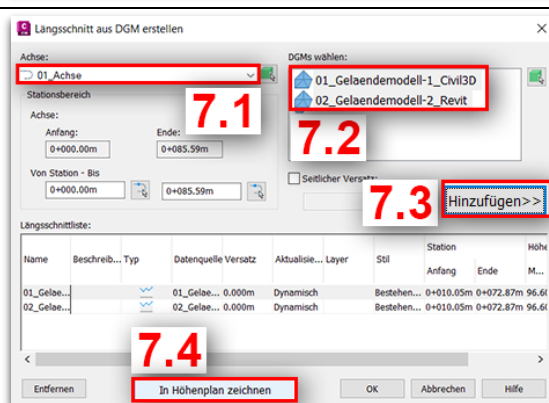 Längsschnitt aus DGM erstellen
Achse:
01_Achse
7.1
Stationsbereich
Achse:
Anfang: Ende:
0+000.00m 0+085.59m
Von Station - Bis
0+000.00m 0+085.59m
DGMs wählen:
01_Gelaendemodell-1_Civil3D
02_Gelaendemodell-2_Revit
7.2
Seitlicher Versatz:
7.3
Hinzufügen>>
Längsschnittliste:
Station Höhe
Name Beschreib... Typ Datenquelle Versatz Aktualisie... Layer Stil Anfang Ende M...
01_Gelae... 01_Gelae... 0.000m Dynamisch Bestehen... 0+010.05m 0+072.87m 96.6
02_Gelae... 02_Gelae... 0.000m Dynamisch Bestehen... 0+010.05m 0+072.87m 96.6
7.4
Entfernen In Höhenplan zeichnen OK Abbrechen Hilfe